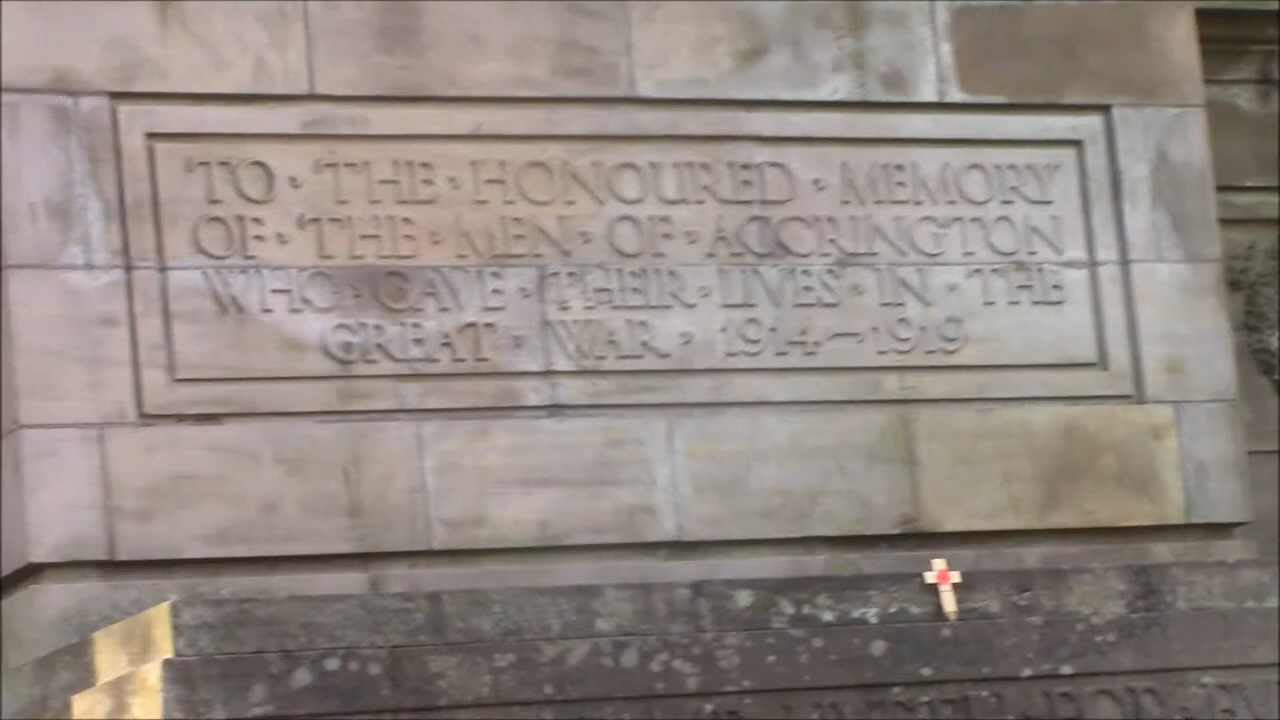 TO · THE · HONOURED · MEMORY
OF · THE · MEN · OF · ACCRINGTON
WHO · GAVE · THEIR · LIVES · IN · THE
GREAT · WAR · 1914–1919